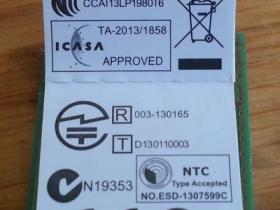 CCAI13LP1980T6
TA-2013/1858
ICASA
APPROVED
R 003-130165
T D130110003
N19353
NTC
Type Accepted
NO.ESD-1307599C